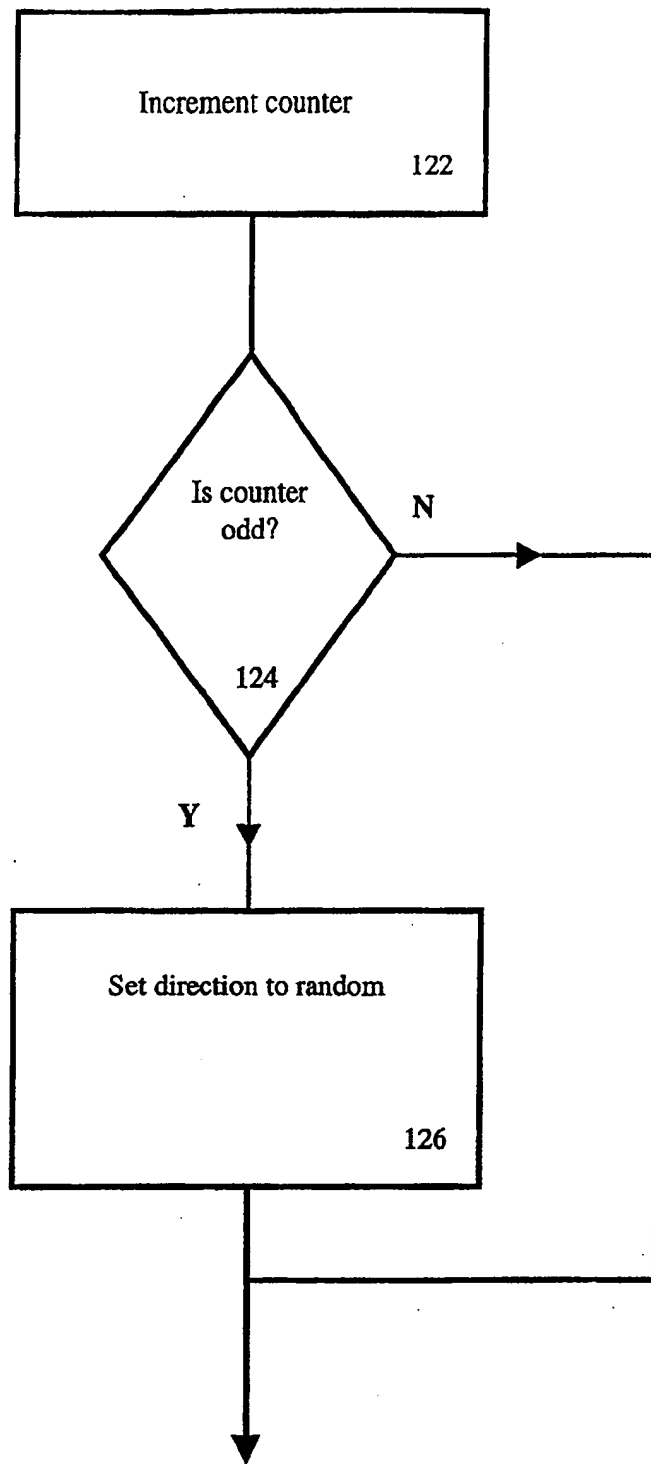 Increment counter
122
Is counter
odd?
N
124
Y
Set direction to random
126